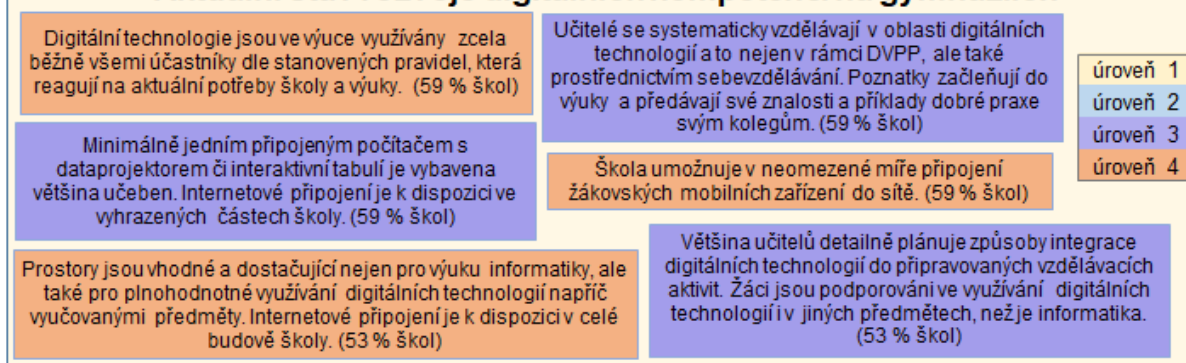 Digitální technologie jsou ve výuce využívány zcela
běžně všemi účastníky dle stanovených pravidel, která
reagují na aktuální potřeby školy a výuky. (59 % škol)
Učitelé se systematicky vzdělávají v oblasti digitálních
technologií a to nejen v rámci DVPP, ale také
prostřednictvím sebevzdělávání. Poznatky začleňují do
výuky a předávají své znalosti a příklady dobré praxe
svým kolegům. (59 % škol)
úroveň 1
úroveň 2
úroveň 3
úroveň 4
Minimálně jedním připojeným počítačem s
dataprojektorem či interaktivní tabulí je vybavena
většina učeben. Internetové připojení je k dispozici ve
vyhrazených částech školy. (59 % škol)
Škola umožnuje v neomezené míře připojení
žákovských mobilních zařízení do sítě. (59 % škol)
Prostory jsou vhodné a dostačující nejen pro výuku informatiky, ale
také pro plnohodnotné využívání digitálních technologií napříč
vyučovanými předměty. Internetové připojení je k dispozici v celé
budově školy. (53 % škol)
Většina učitelů detailně plánuje způsoby integrace
digitálních technologií do připravovaných vzdělávacích
aktivit. Žáci jsou podporováni ve využívání digitálních
technologií i v jiných předmětech, než je informatika.
(53 % škol)